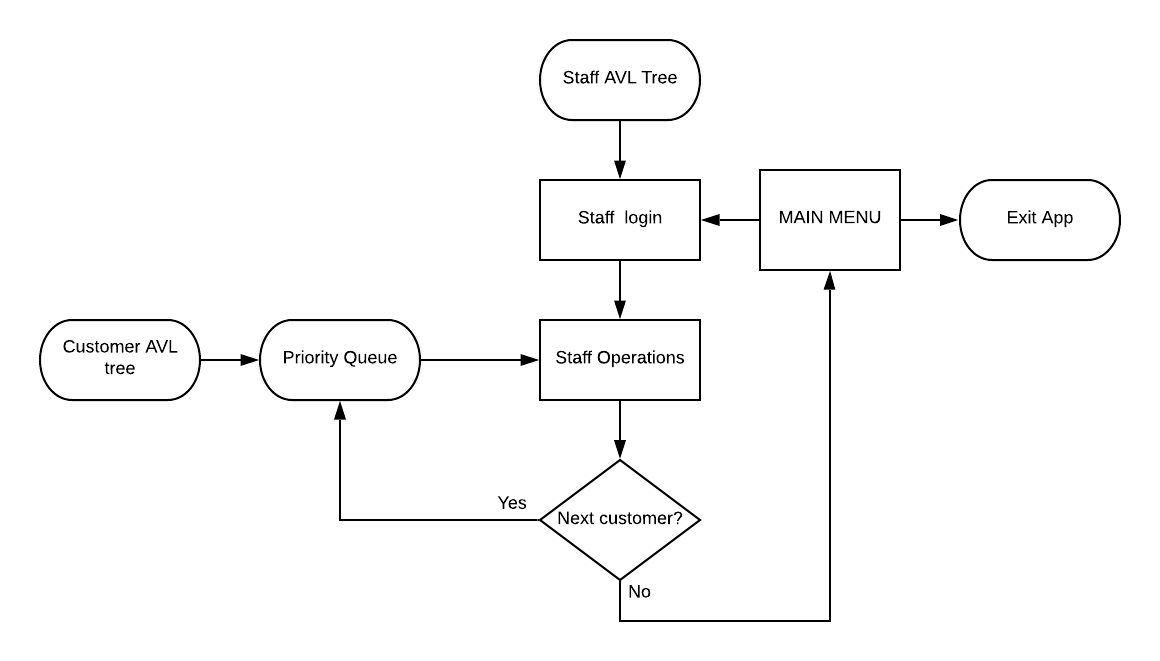 Staff AVL Tree
Staff  login
MAIN MENU
Exit App
Customer AVL
tree
Priority Queue
Staff Operations
Yes
Next customer?
No